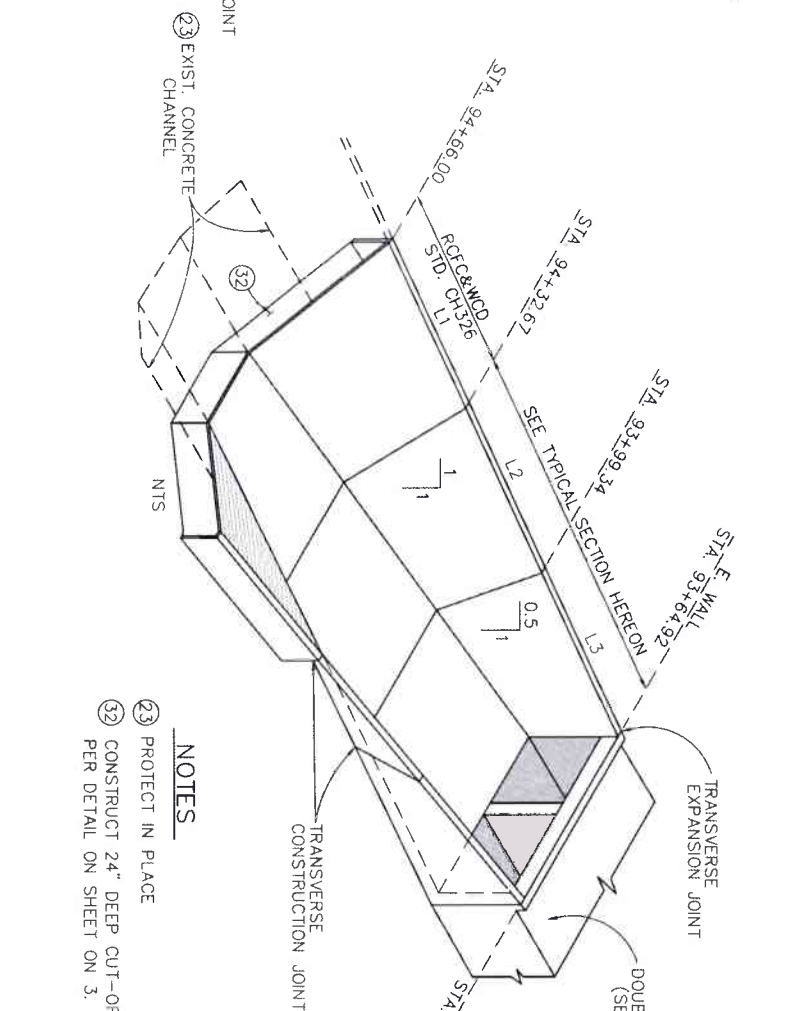 OINT
23 EXIST. CONCRETE
CHANNEL
STA. 94+66.00
STA. 94+32.67
STA. 93+99.34
E. WALL
STA. 93+64.92
RCFC&WCD
STD. CH326
L1
SEE TYPICAL SECTION HEREON
L2
L3
32
1
1
0.5
1
NTS
TRANSVERSE
EXPANSION JOINT
TRANSVERSE
CONSTRUCTION JOINT
DOUB
(SE
STA.
NOTES
23 PROTECT IN PLACE
32 CONSTRUCT 24" DEEP CUT-OF
PER DETAIL ON SHEET ON 3.